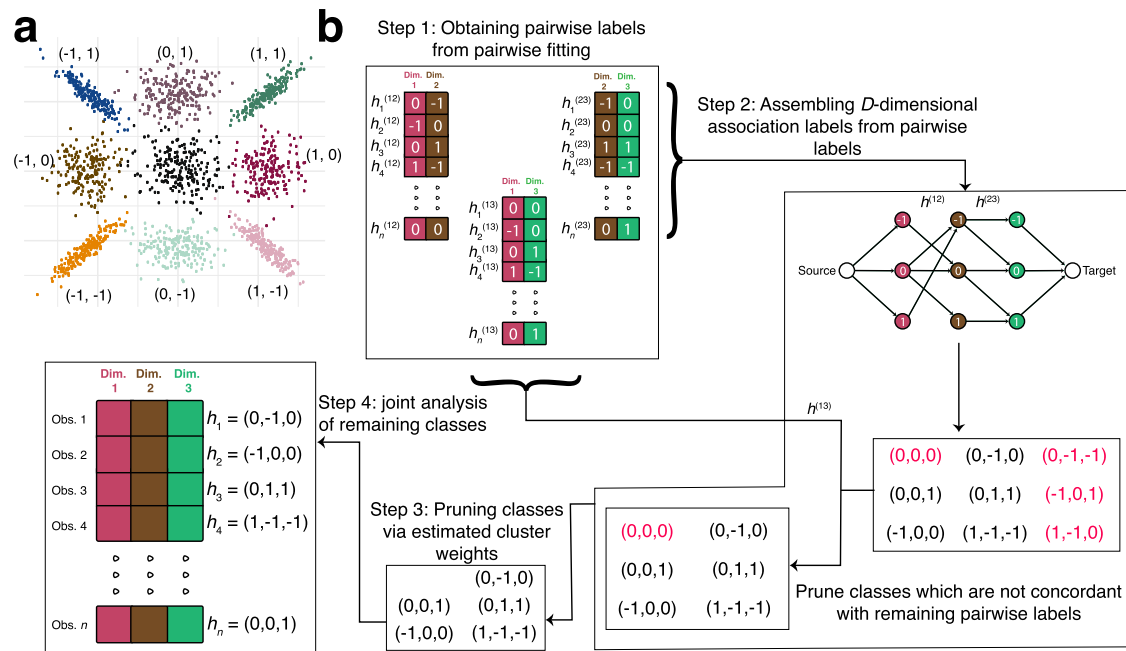 a
(-1, 1)
(0, 1)
(1, 1)
(-1, 0)
(1, 0)
(-1, -1)
(0, -1)
(1, -1)
b
Step 1: Obtaining pairwise labels
from pairwise fitting
Dim. Dim.
1 2
h1(12) 0 -1
h2(12) -1 0
h3(12) 0 1
h4(12) 1 -1
hn(12) 0 0
Dim. Dim.
2 3
h1(23) -1 0
h2(23) 0 0
h3(23) 1 1
h4(23) -1 -1
hn(23) 0 1
Dim. Dim.
1 3
h1(13) 0 0
h2(13) -1 0
h3(13) 0 1
h4(13) 1 -1
hn(13) 0 1
Step 2: Assembling D-dimensional
association labels from pairwise
labels
h(12) h(23)
-1 -1 -1
Source 0 0 0 Target
1 1 1
h(13)
(0,0,0) (0,-1,0) (0,-1,-1)
(0,0,1) (0,1,1) (-1,0,1)
(-1,0,0) (1,-1,-1) (1,-1,0)
Prune classes which are not concordant
with remaining pairwise labels
(0,0,0) (0,-1,0)
(0,0,1) (0,1,1)
(-1,0,0) (1,-1,-1)
Step 3: Pruning classes
via estimated cluster
weights
(0,-1,0)
(0,0,1) (0,1,1)
(-1,0,0) (1,-1,-1)
Step 4: joint analysis
of remaining classes
Dim. Dim. Dim.
1 2 3
Obs. 1 h1 = (0,-1,0)
Obs. 2 h2 = (-1,0,0)
Obs. 3 h3 = (0,1,1)
Obs. 4 h4 = (1,-1,-1)
Obs. n hn = (0,0,1)